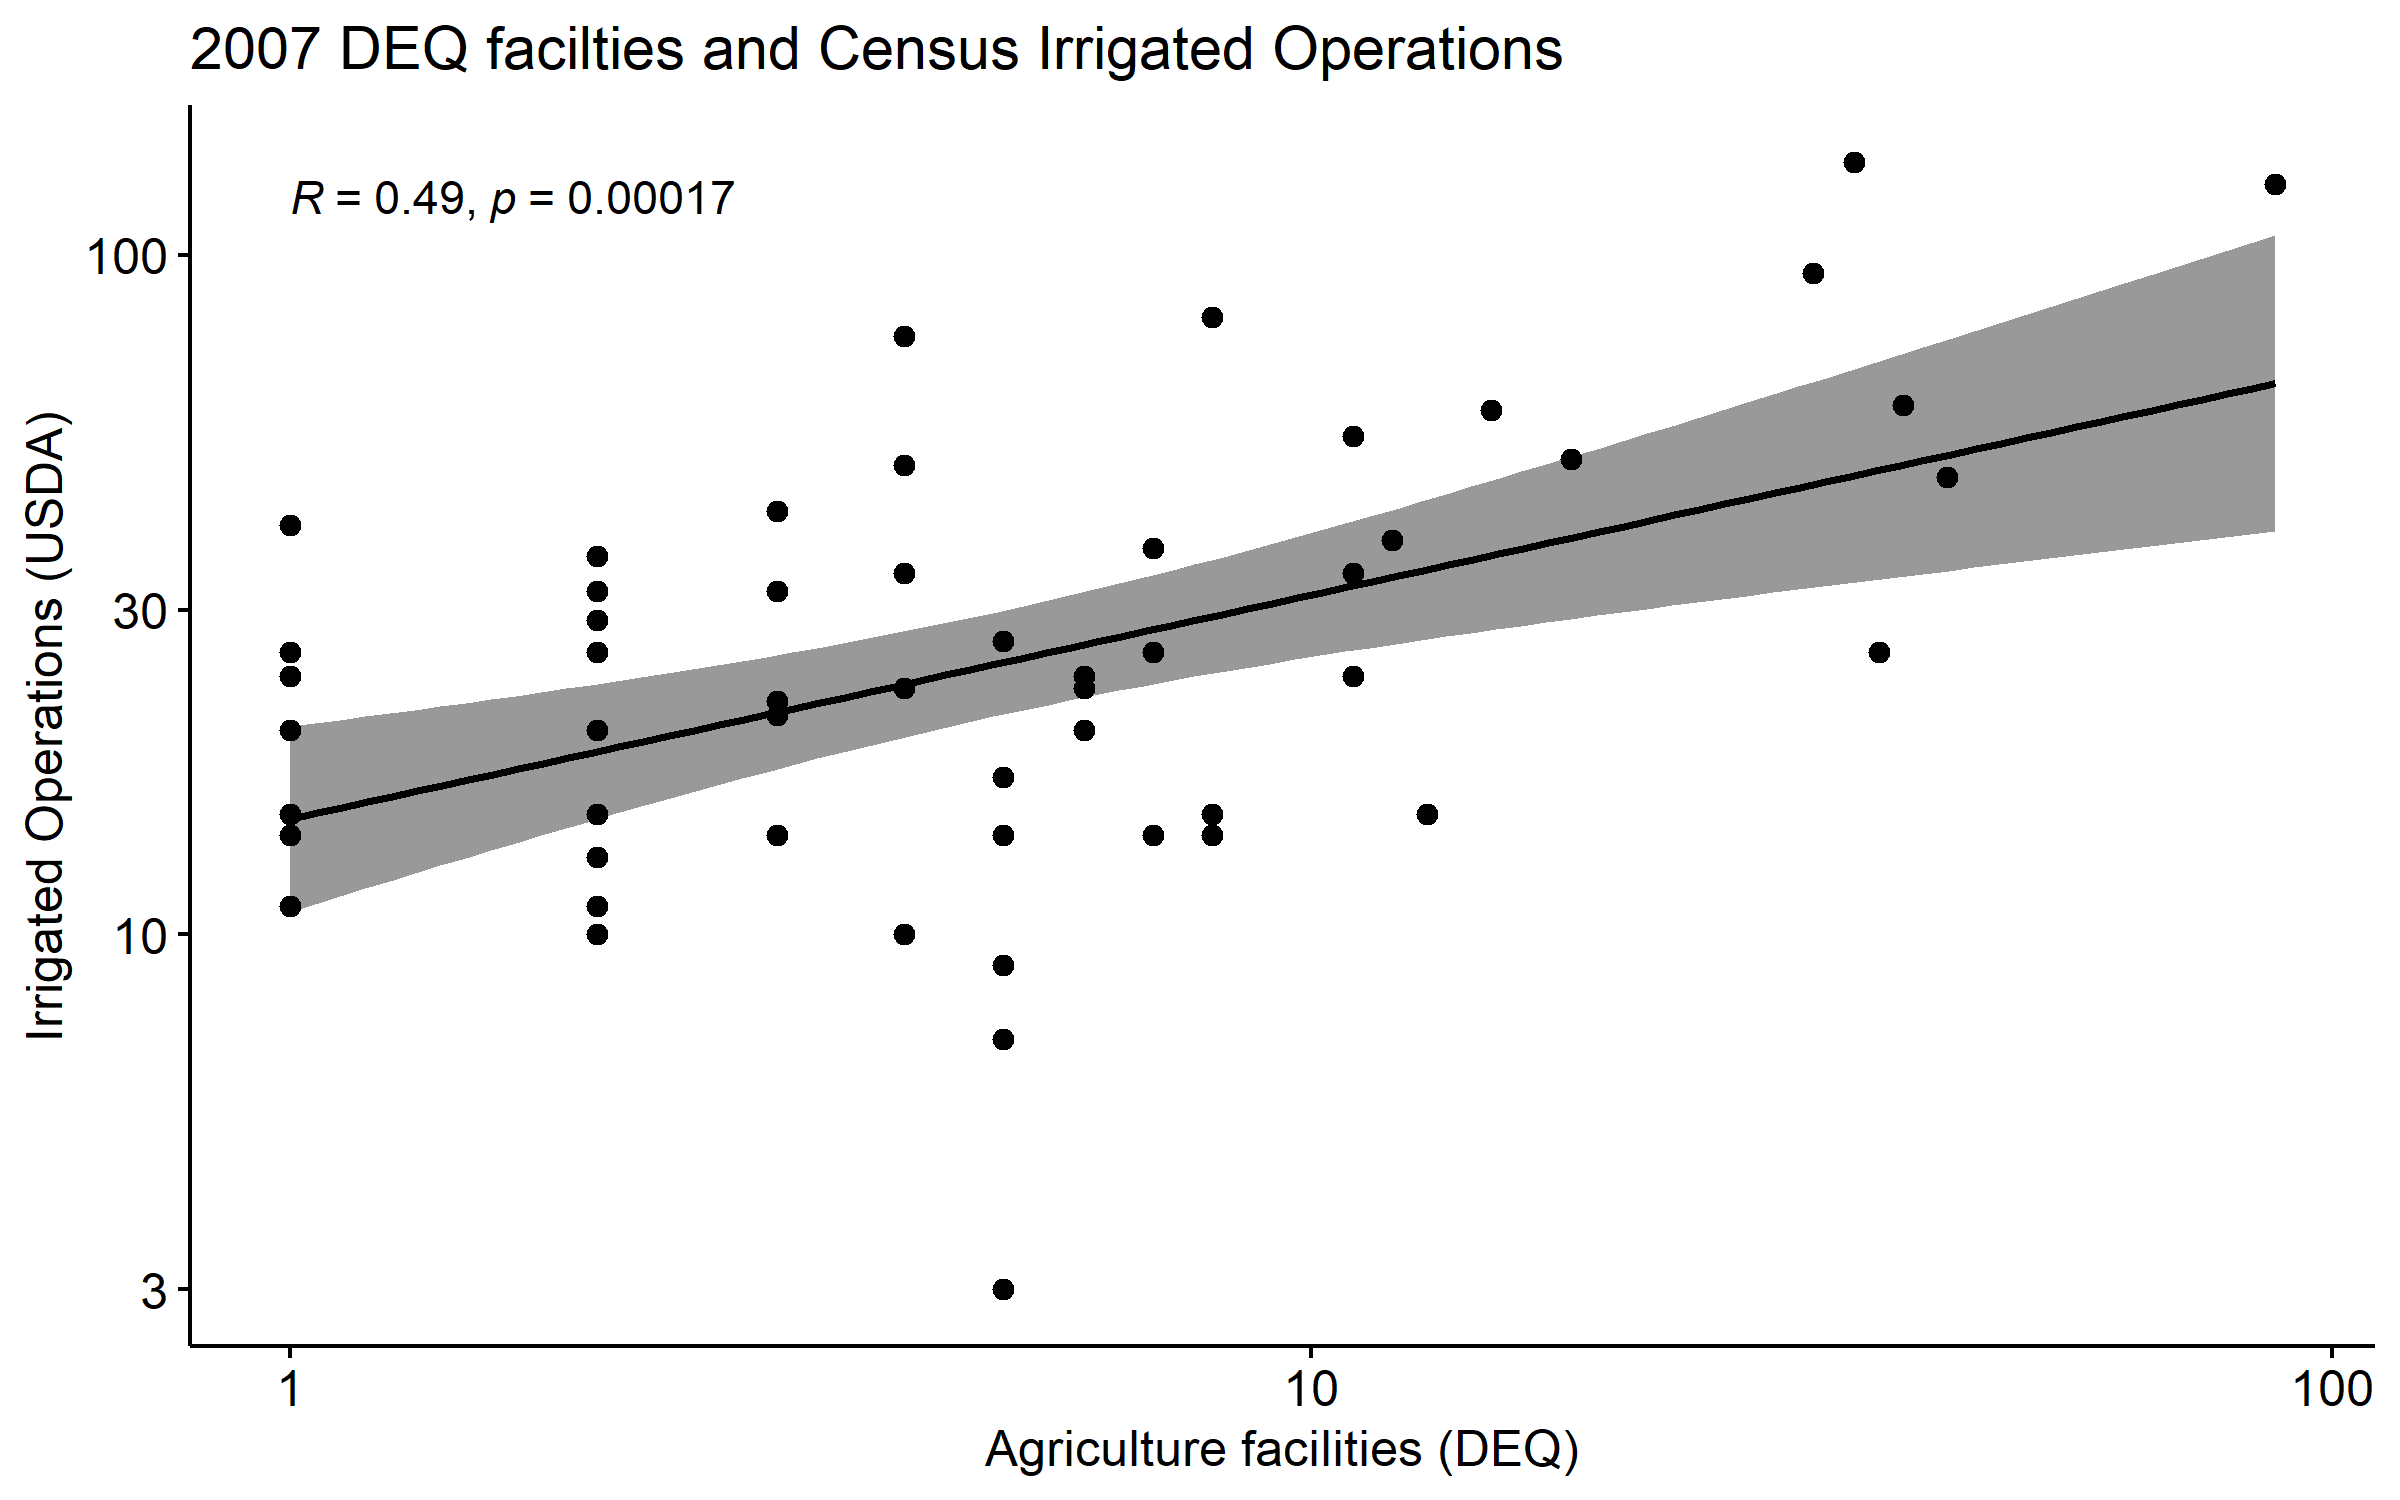 2007 DEQ facilties and Census Irrigated Operations
R = 0.49, p = 0.00017
100
30
10
3
Irrigated Operations (USDA)
1
10
100
Agriculture facilities (DEQ)